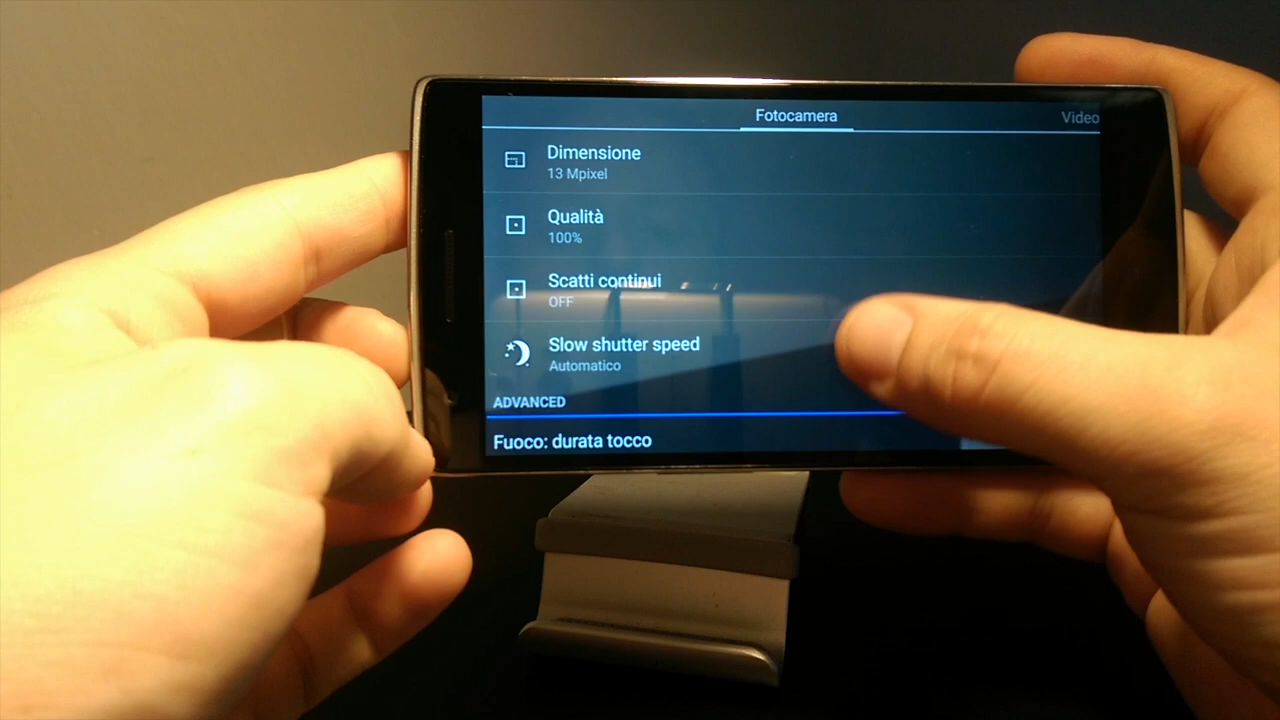 Fotocamera
Video
Dimensione
13 Mpixel
Qualità
100%
Scatti continui
OFF
Slow shutter speed
Automatico
ADVANCED
Fuoco: durata tocco